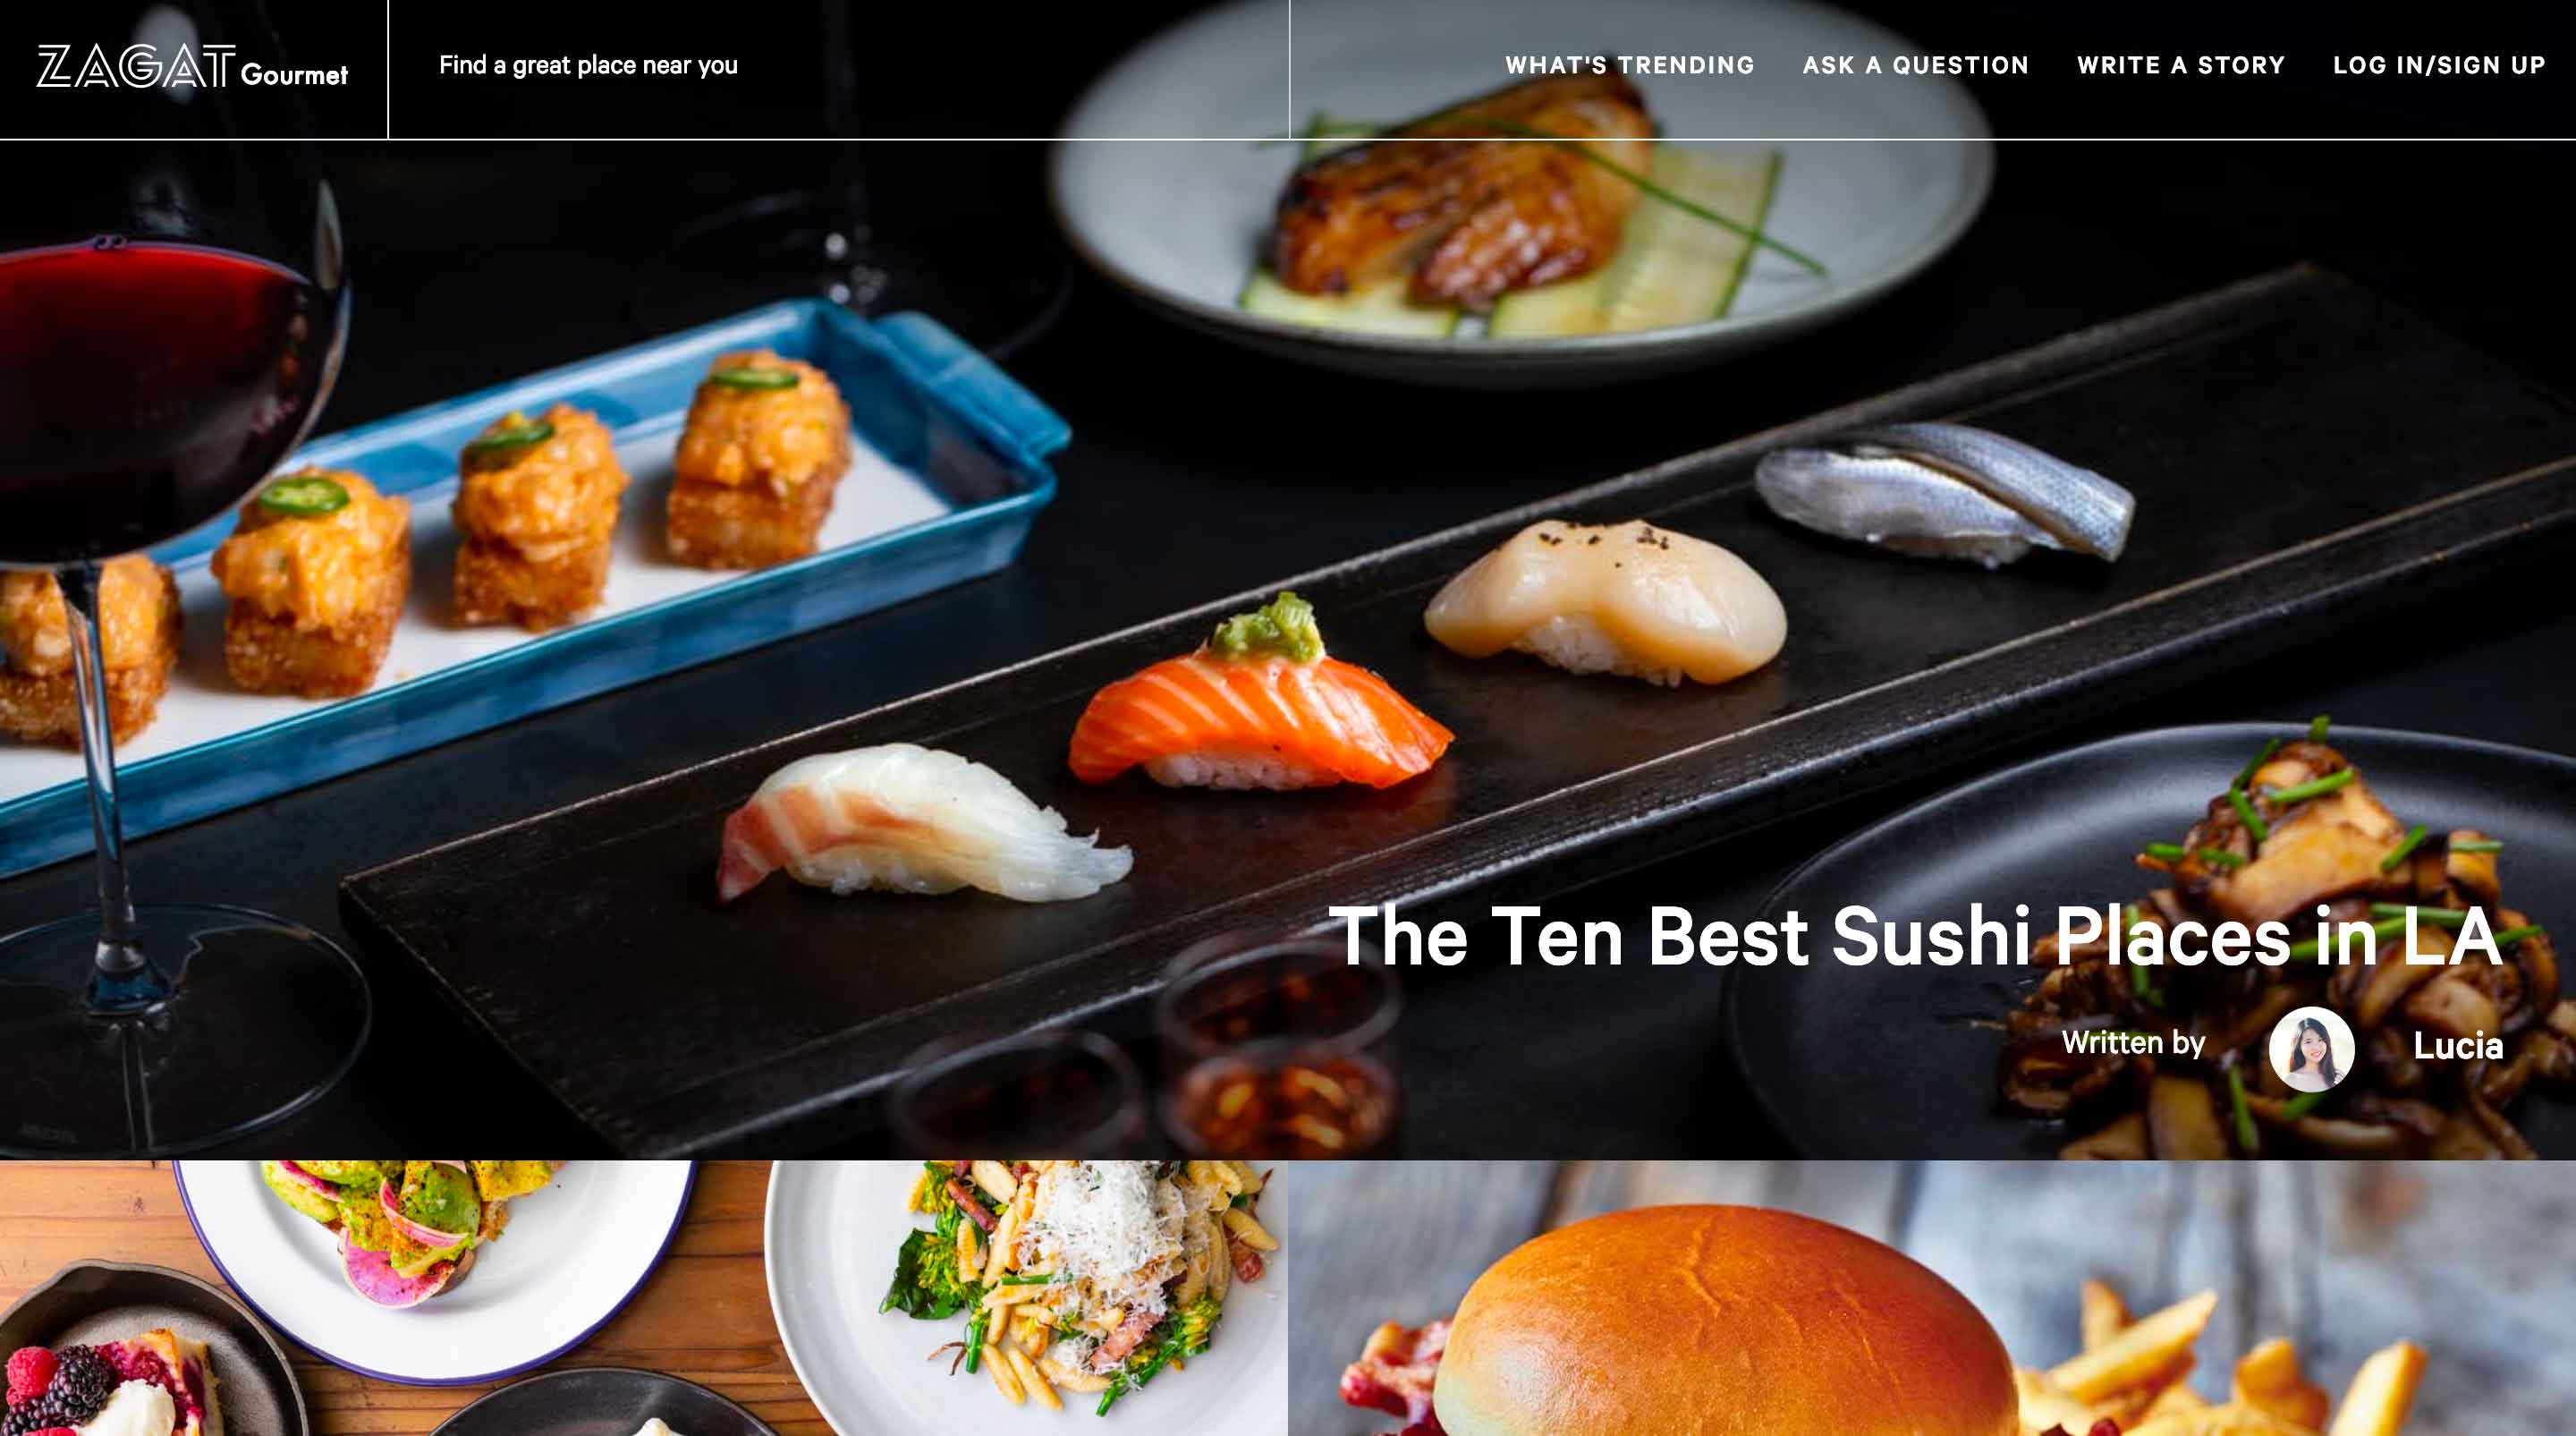 ZAGAT Gourmet
Find a great place near you
WHAT'S TRENDING
ASK A QUESTION
WRITE A STORY
LOG IN/SIGN UP
The Ten Best Sushi Places in LA
Written by Lucia